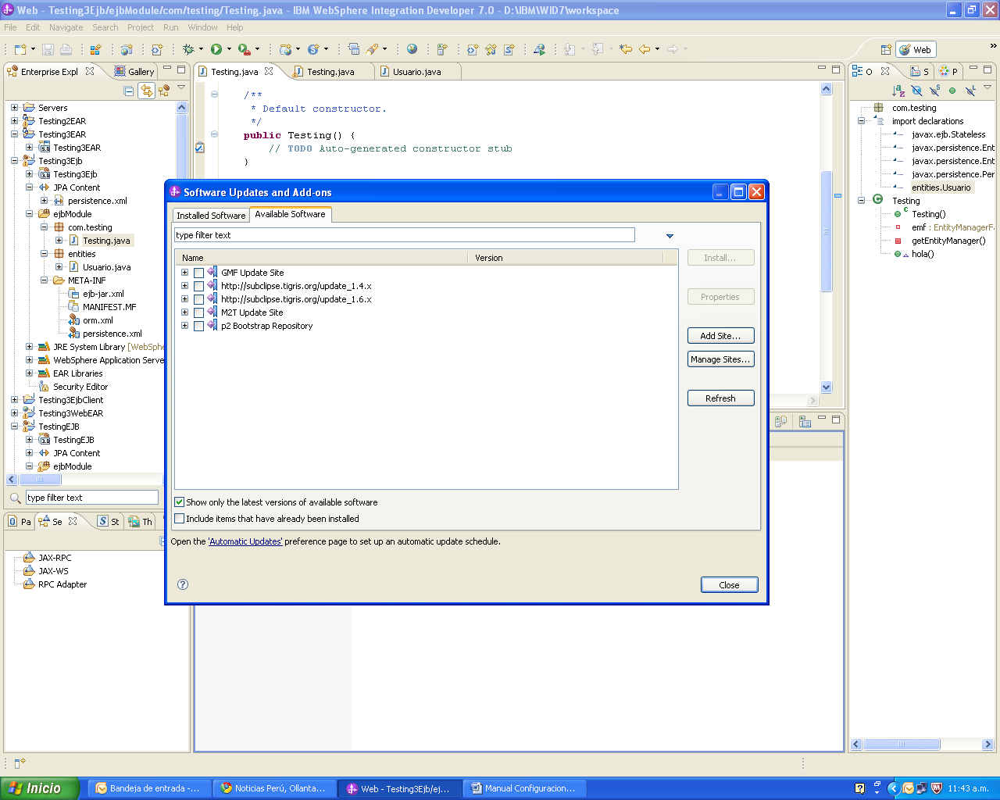 Web - Testing3Ejb/ejbModule/com/testing/Testing.java - IBM WebSphere Integration Developer 7.0 - D:\IBM\WID7\workspace
File Edit Navigate Search Project Run Window Help
Web
Enterprise Expl
Gallery
Servers
Testing2EAR
Testing3EAR
Testing3EAR
Testing3Ejb
Testing3Ejb
JPA Content
persistence.xml
ejbModule
com.testing
Testing.java
entities
Usuario.java
META-INF
ejb-jar.xml
MANIFEST.MF
orm.xml
persistence.xml
JRE System Library [WebSphe
WebSphere Application Serve
EAR Libraries
Security Editor
Testing3EjbClient
Testing3WebEAR
TestingEJB
TestingEJB
JPA Content
ejbModule
type filter text
Pa
Se
St
Th
JAX-RPC
JAX-WS
RPC Adapter
Testing.java
Testing.java
Usuario.java
/**
* Default constructor.
*/
public Testing() {
// TODO Auto-generated constructor stub
}
Software Updates and Add-ons
Installed Software
Available Software
type filter text
Name
Version
GMF Update Site
http://subclipse.tigris.org/update_1.4.x
http://subclipse.tigris.org/update_1.6.x
M2T Update Site
p2 Bootstrap Repository
Install...
Properties
Add Site...
Manage Sites...
Refresh
Show only the latest versions of available software
Include items that have already been installed
Open the 'Automatic Updates' preference page to set up an automatic update schedule.
Close
O
S
P
com.testing
import declarations
javax.ejb.Stateless
javax.persistence.Ent
javax.persistence.Ent
javax.persistence.Per
entities.Usuario
Testing
Testing()
emf : EntityManagerF
getEntityManager()
hola()
Inicio
Bandeja de entrada -...
Noticias Perú, Ollanta...
Web - Testing3Ejb/ej...
Manual Configuracion...
11:43 a.m.